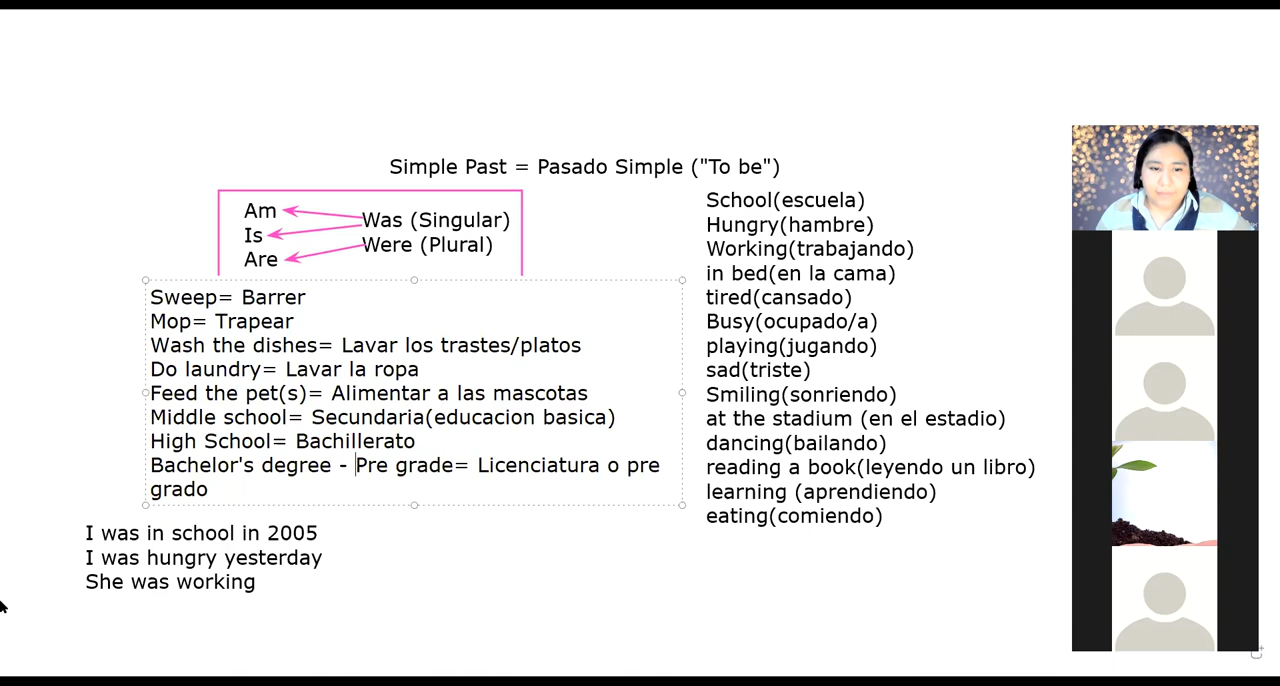 Simple Past = Pasado Simple ("To be")
Am
Is
Are
Was (Singular)
Were (Plural)
Sweep= Barrer
Mop= Trapear
Wash the dishes= Lavar los trastes/platos
Do laundry= Lavar la ropa
Feed the pet(s)= Alimentar a las mascotas
Middle school= Secundaria(educacion basica)
High School= Bachillerato
Bachelor's degree - Pre grade= Licenciatura o pre
grado
I was in school in 2005
I was hungry yesterday
She was working
School(escuela)
Hungry(hambre)
Working(trabajando)
in bed(en la cama)
tired(cansado)
Busy(ocupado/a)
playing(jugando)
sad(triste)
Smiling(sonriendo)
at the stadium (en el estadio)
dancing(bailando)
reading a book(leyendo un libro)
learning (aprendiendo)
eating(comiendo)